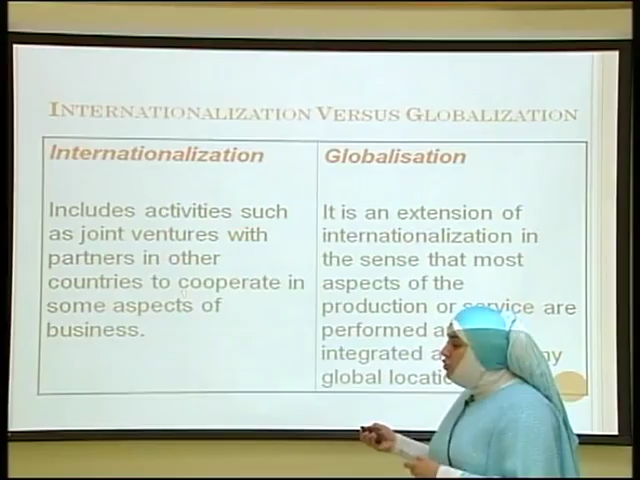 INTERNATIONALIZATION VERSUS GLOBALIZATION
Internationalization
Includes activities such
as joint ventures with
partners in other
countries to cooperate in
some aspects of
business.
Globalisation
It is an extension of
internationalization in
the sense that most
aspects of the
production or service are
performed
integrated
global